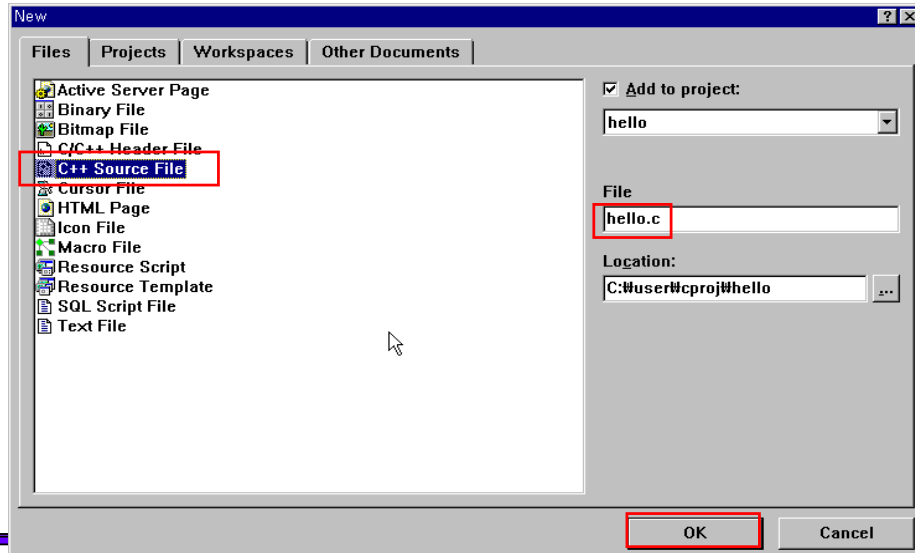 New
Files Projects Workspaces Other Documents
Active Server Page
Binary File
Bitmap File
C/C++ Header File
C++ Source File
Cursor File
HTML Page
Icon File
Macro File
Resource Script
Resource Template
SQL Script File
Text File
Add to project:
hello
File
hello.c
Location:
C:₩user₩cproj₩hello
...
OK Cancel